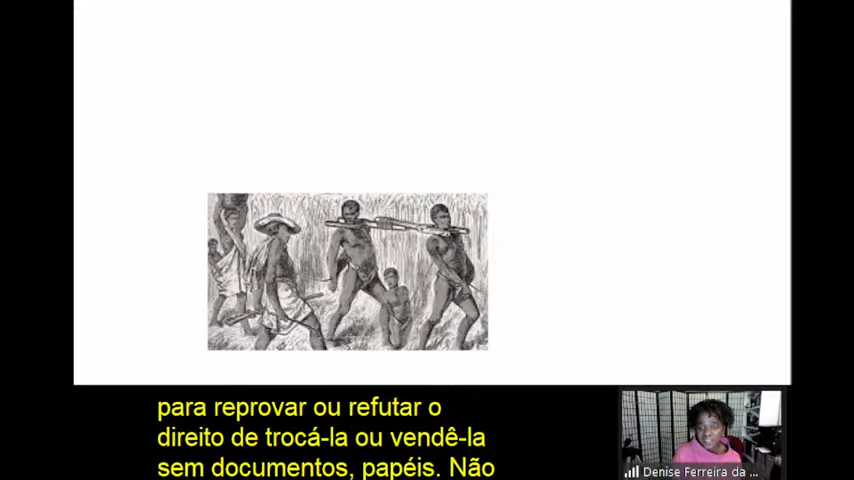 para reprovar ou refutar o
direito de trocá-la ou vendê-la
sem documentos, papéis. Não
Denise Ferreira da ...